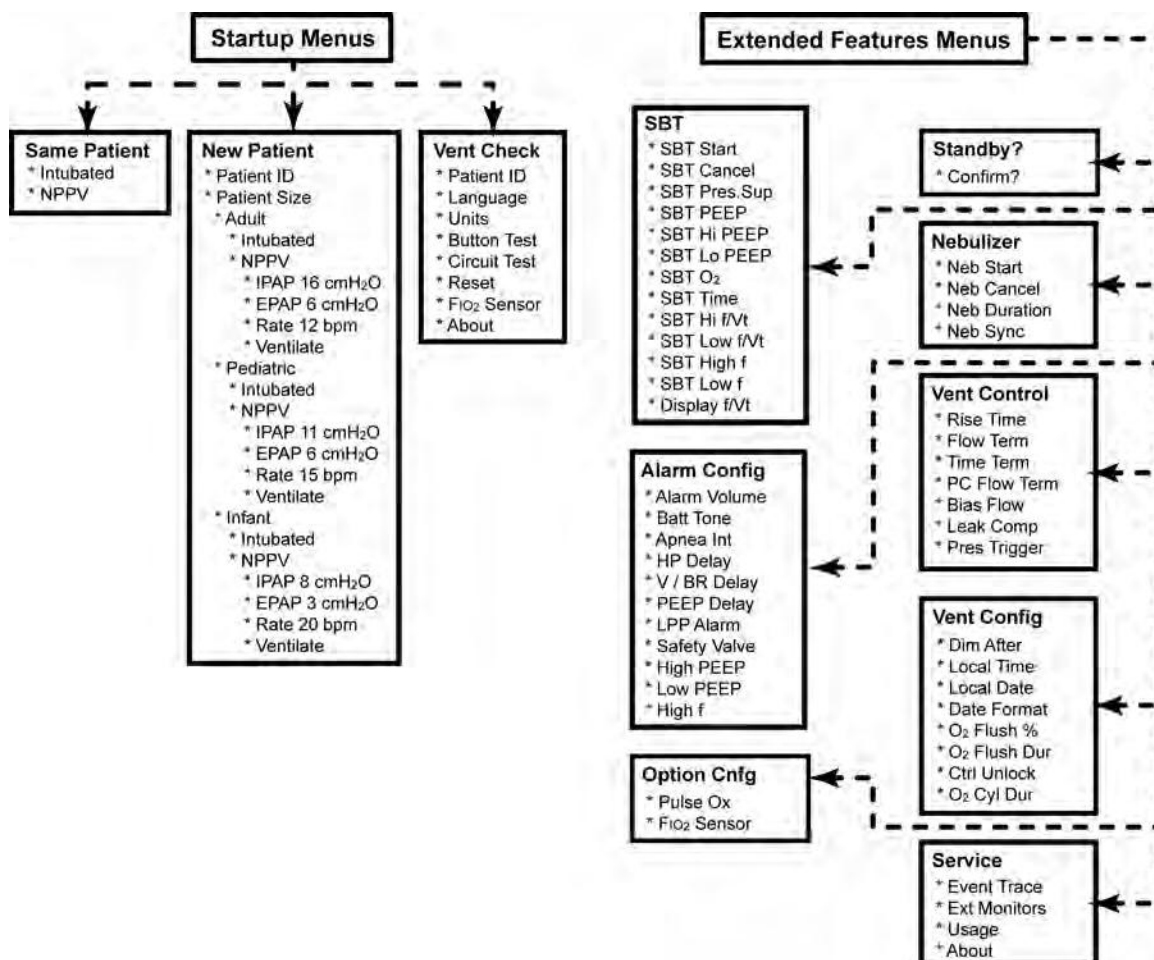 Startup Menus
Same Patient
* Intubated
* NPPV
New Patient
* Patient ID
* Patient Size
* Adult
* Intubated
* NPPV
* IPAP 16 cmH₂O
* EPAP 6 cmH₂O
* Rate 12 bpm
* Ventilate
* Pediatric
* Intubated
* NPPV
* IPAP 11 cmH₂O
* EPAP 6 cmH₂O
* Rate 15 bpm
* Ventilate
* Infant
* Intubated
* NPPV
* IPAP 8 cmH₂O
* EPAP 3 cmH₂O
* Rate 20 bpm
* Ventilate
Vent Check
* Patient ID
* Language
* Units
* Button Test
* Circuit Test
* Reset
* FIO₂ Sensor
* About
Extended Features Menus
SBT
* SBT Start
* SBT Cancel
* SBT Pres.Sup
* SBT PEEP
* SBT Hi PEEP
* SBT Lo PEEP
* SBT O₂
* SBT Time
* SBT Hi f/Vt
* SBT Low f/Vt
* SBT High f
* SBT Low f
* Display f/Vt
Alarm Config
* Alarm Volume
* Batt Tone
* Apnea Int
* HP Delay
* V / BR Delay
* PEEP Delay
* LPP Alarm
* Safety Valve
* High PEEP
* Low PEEP
* High f
Option Cnfg
* Pulse Ox
* FIO₂ Sensor
Standby?
* Confirm?
Nebulizer
* Neb Start
* Neb Cancel
* Neb Duration
* Neb Sync
Vent Control
* Rise Time
* Flow Term
* Time Term
* PC Flow Term
* Bias Flow
* Leak Comp
* Pres Trigger
Vent Config
* Dim After
* Local Time
* Local Date
* Date Format
* O₂ Flush %
* O₂ Flush Dur
* Ctrl Unlock
* O₂ Cyl Dur
Service
* Event Trace
* Ext Monitors
* Usage
* About